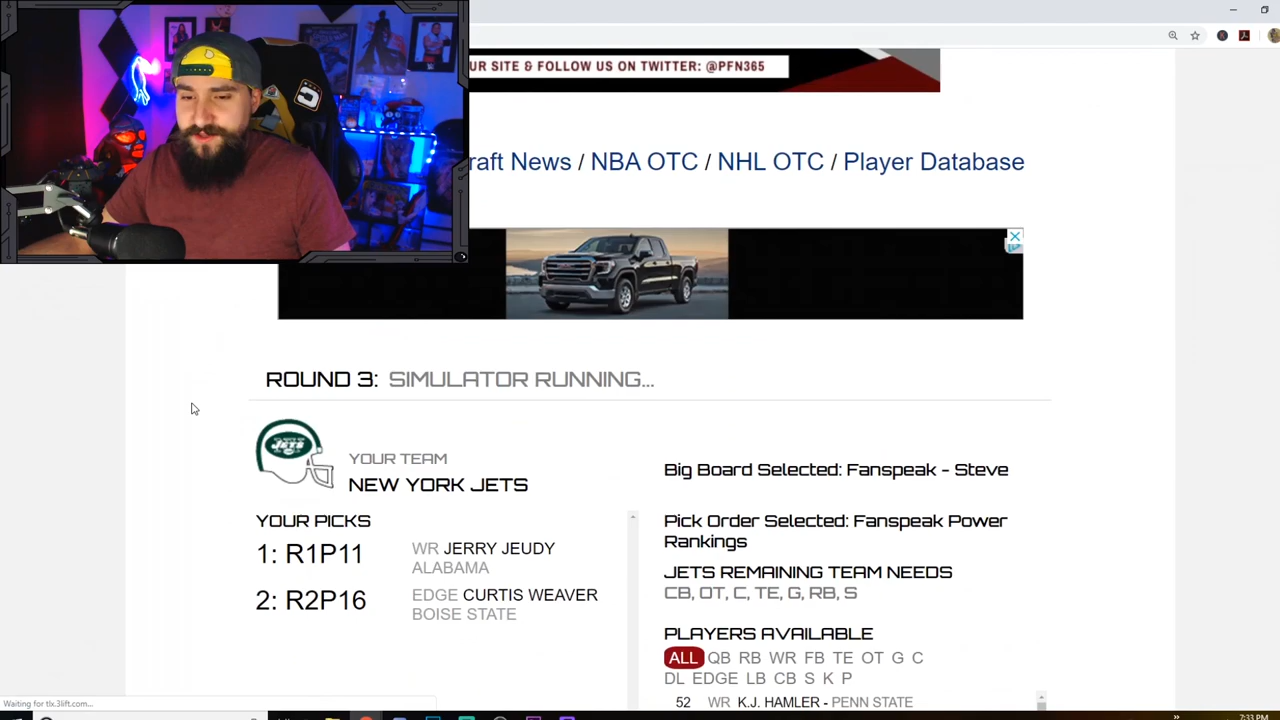 UR SITE & FOLLOW US ON TWITTER: @PFN365
raft News / NBA OTC / NHL OTC / Player Database
ROUND 3: SIMULATOR RUNNING...
JETS
YOUR TEAM
NEW YORK JETS
Big Board Selected: Fanspeak - Steve
YOUR PICKS
Pick Order Selected: Fanspeak Power
Rankings
1: R1P11
WR JERRY JEUDY
ALABAMA
JETS REMAINING TEAM NEEDS
CB, OT, C, TE, G, RB, S
2: R2P16
EDGE CURTIS WEAVER
BOISE STATE
PLAYERS AVAILABLE
ALL QB RB WR FB TE OT G C
DL EDGE LB CB S K P
52 WR K.J. HAMLER - PENN STATE
Waiting for tlx.3lift.com...
7:33 PM